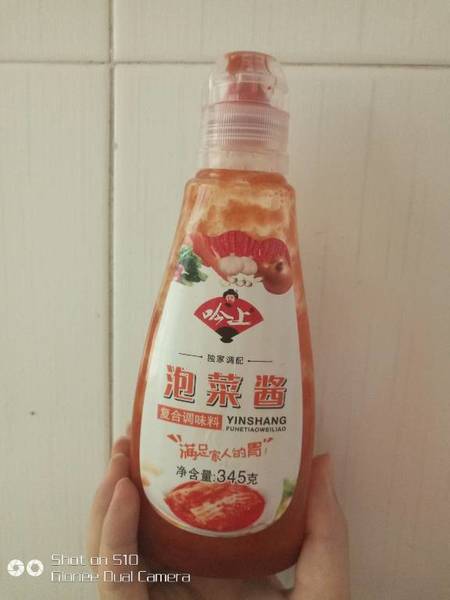 吟上
独家调配
泡菜酱
复合调味料
YINSHANG
FUHETIAOWEILIAO
满足家人的胃!
净含量:345克
Shot on S10
Gionee Dual Camera